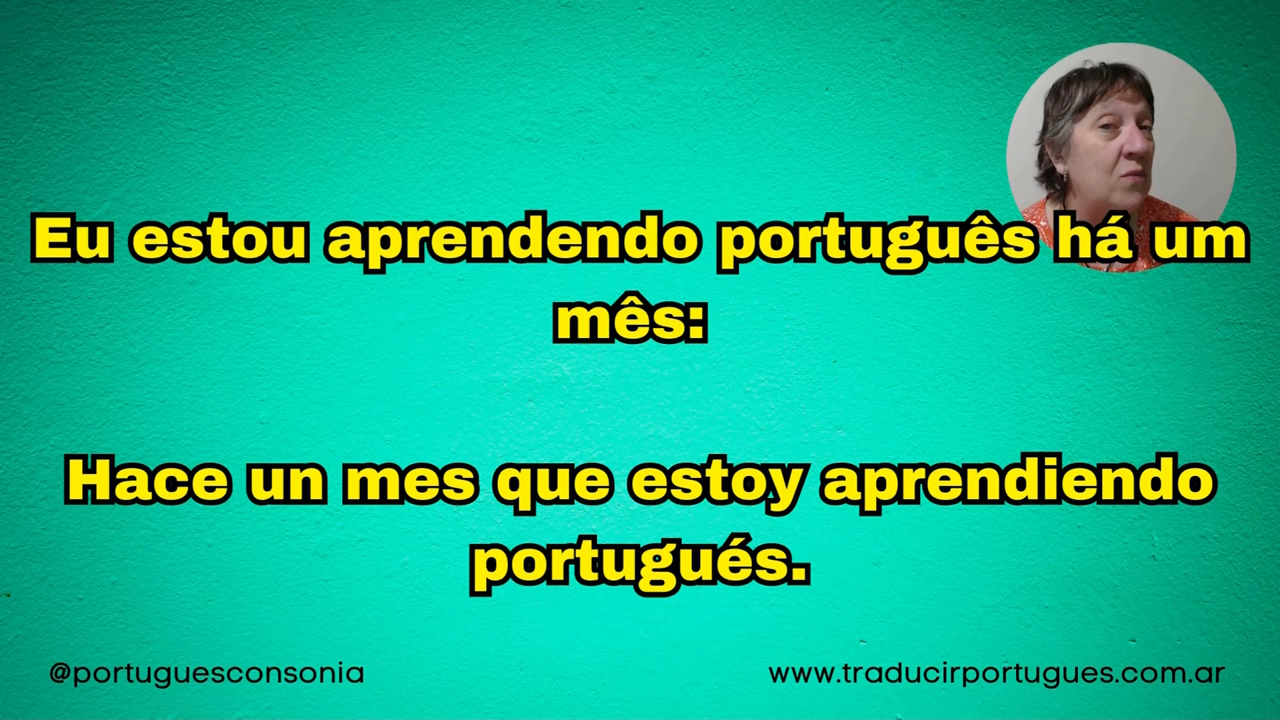 Eu estou aprendendo português há um
mês:
Hace un mes que estoy aprendiendo
portugués.
@portuguesconsonia
www.traducirportugues.com.ar